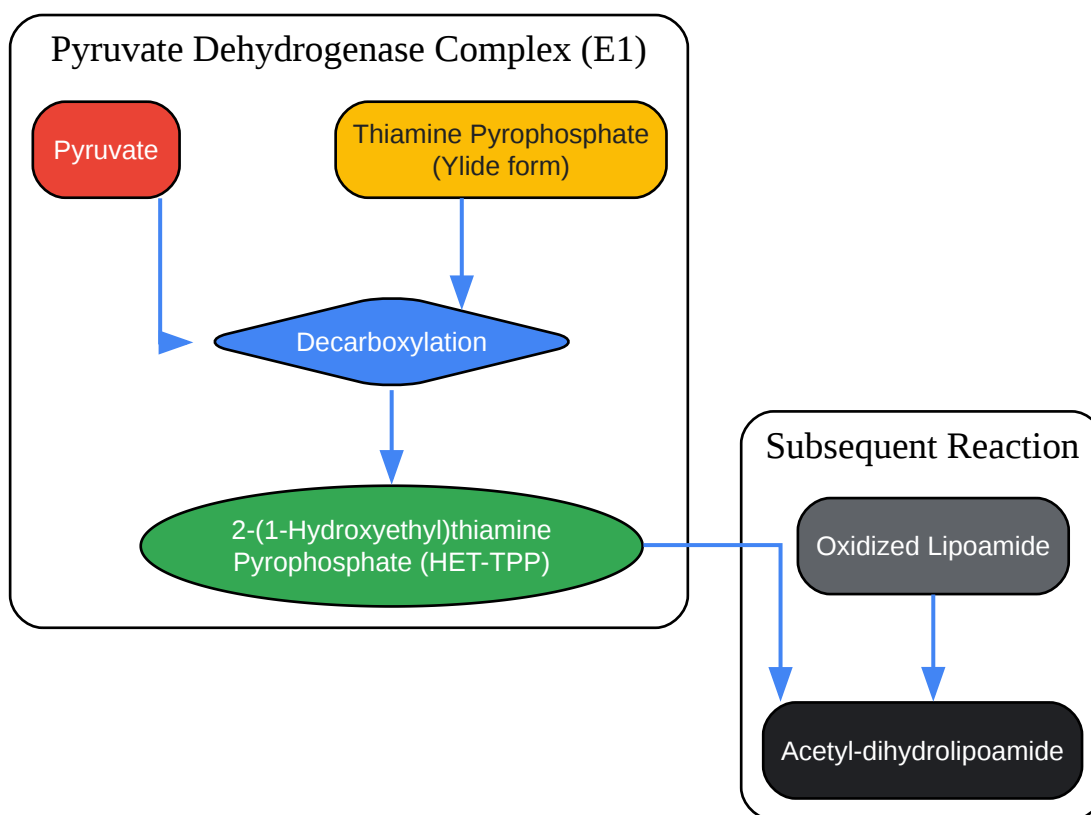 Pyruvate Dehydrogenase Complex (E1)
Pyruvate
Thiamine Pyrophosphate
(Ylide form)
Decarboxylation
2-(1-Hydroxyethyl)thiamine
Pyrophosphate (HET-TPP)
Subsequent Reaction
Oxidized Lipoamide
Acetyl-dihydrolipoamide